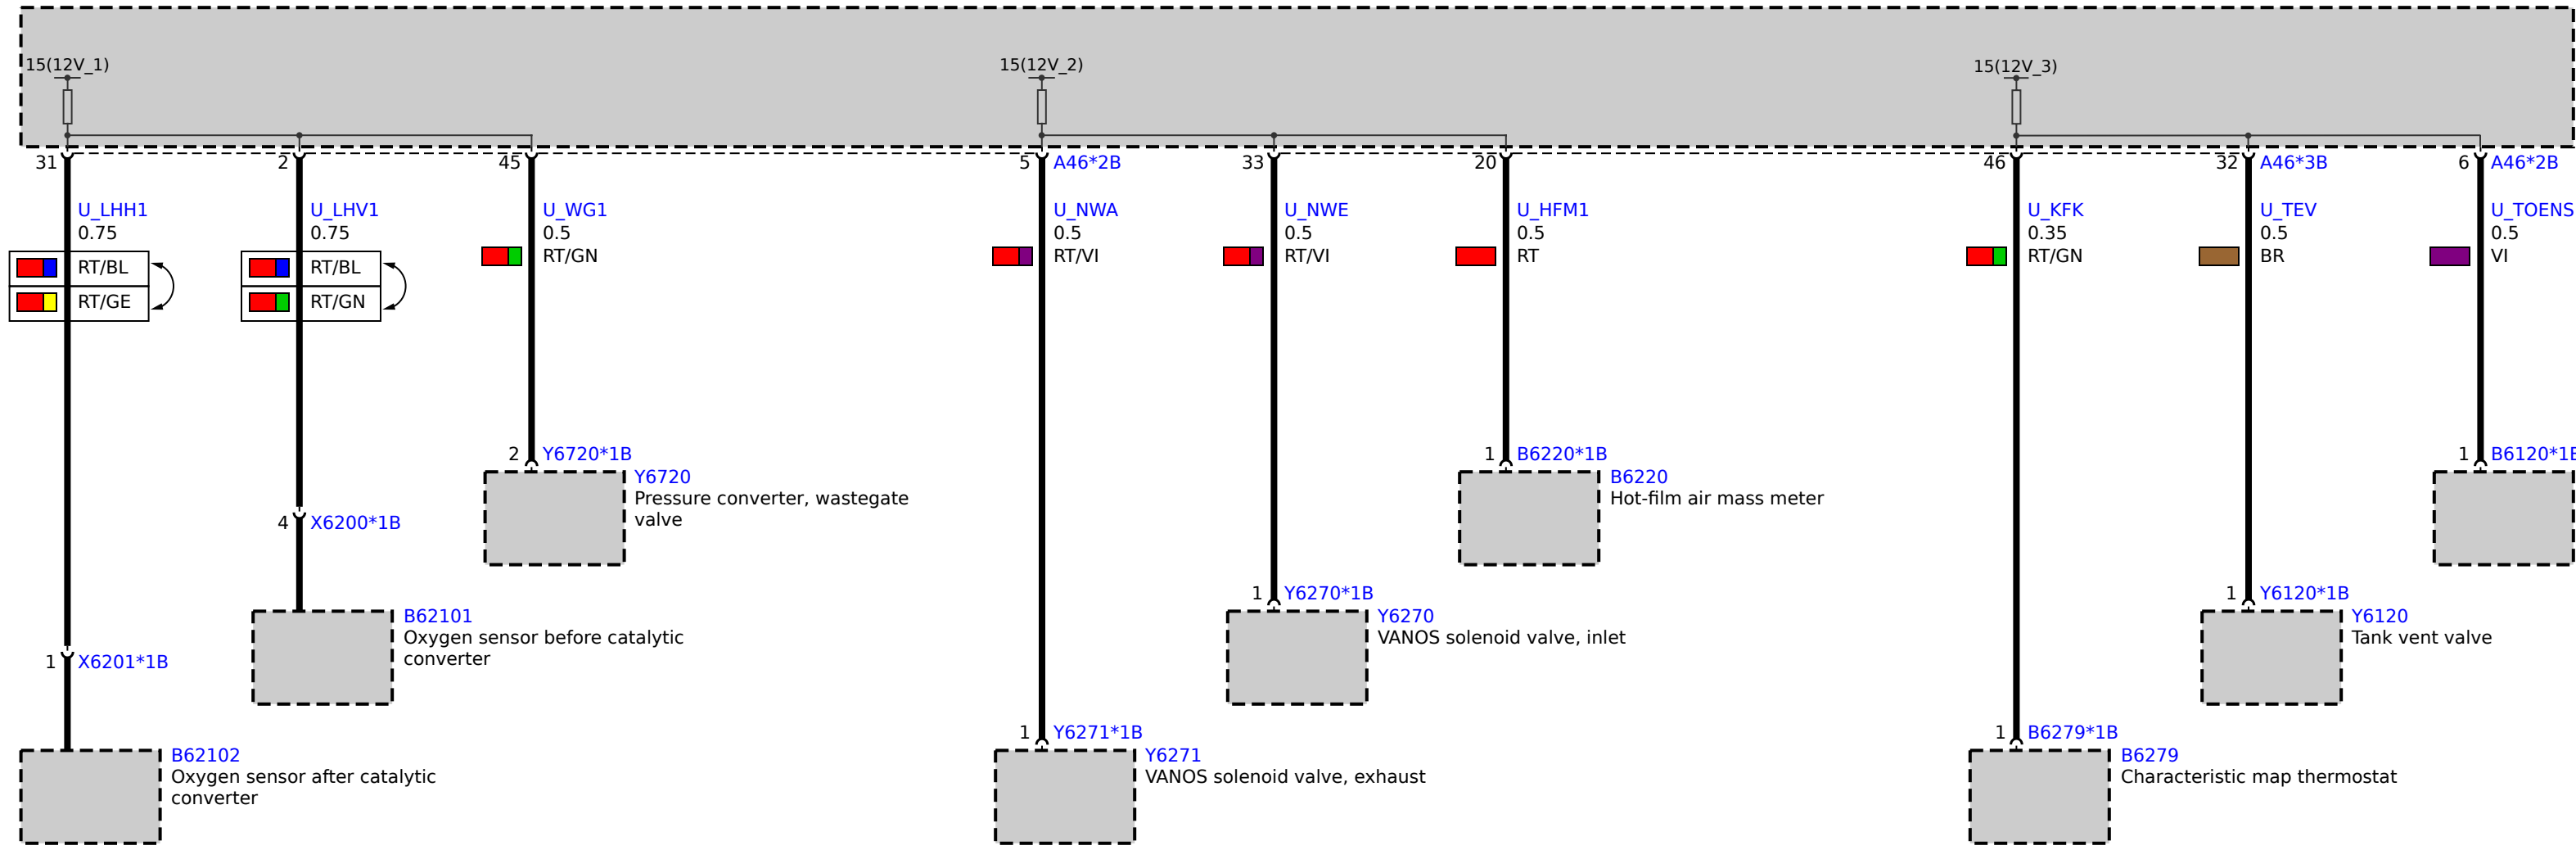 15(12V_1)
15(12V_2)
15(12V_3)
31
2
45
5 A46*2B
33
20
46
32 A46*3B
6 A46*2B
U_LHH1
0.75
RT/BL
RT/GE
U_LHV1
0.75
RT/BL
RT/GN
U_WG1
0.5
RT/GN
U_NWA
0.5
RT/VI
U_NWE
0.5
RT/VI
U_HFM1
0.5
RT
U_KFK
0.35
RT/GN
U_TEV
0.5
BR
U_TOENS
0.5
VI
2 Y6720*1B
Y6720
Pressure converter, wastegate
valve
1 B6220*1B
B6220
Hot-film air mass meter
1 B6120*1B
4 X6200*1B
B62101
Oxygen sensor before catalytic
converter
1 Y6270*1B
Y6270
VANOS solenoid valve, inlet
1 Y6120*1B
Y6120
Tank vent valve
1 X6201*1B
B62102
Oxygen sensor after catalytic
converter
1 Y6271*1B
Y6271
VANOS solenoid valve, exhaust
1 B6279*1B
B6279
Characteristic map thermostat